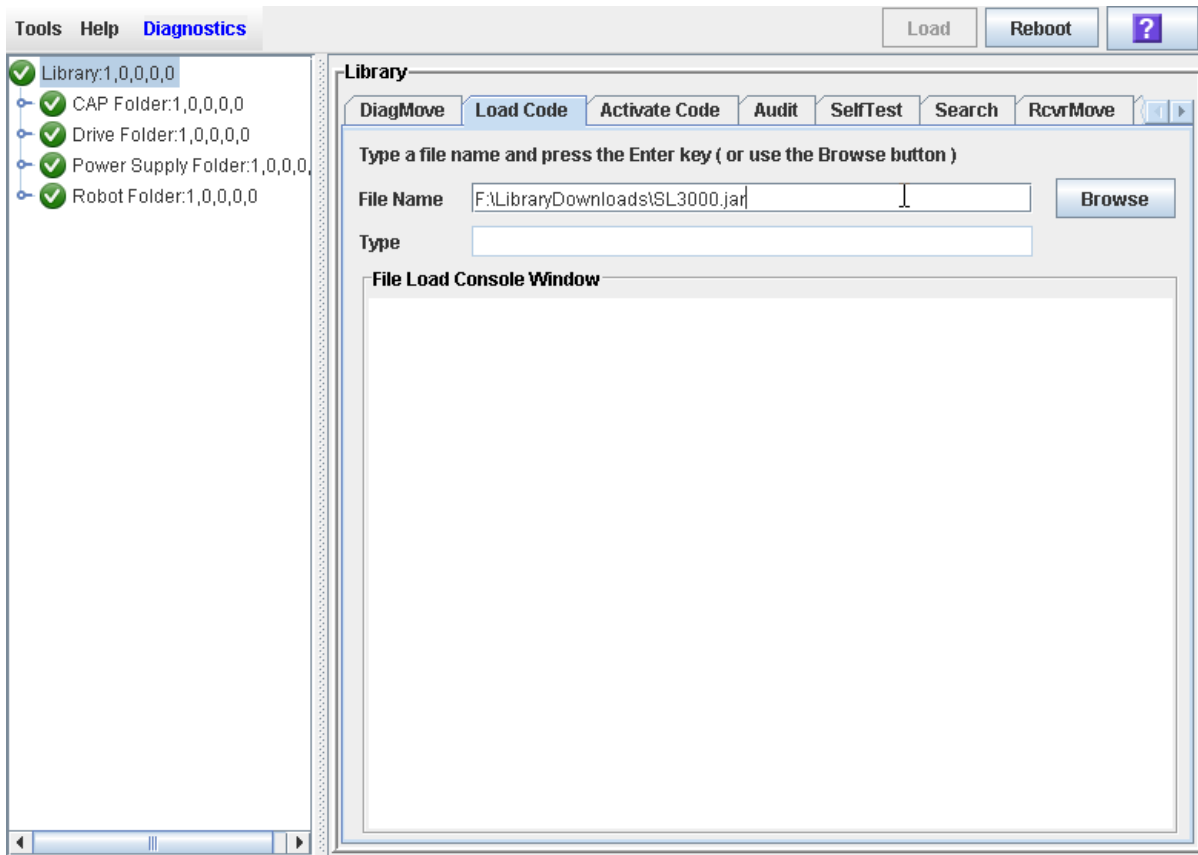 Tools Help Diagnostics
Load Reboot ?
Library:1,0,0,0,0
CAP Folder:1,0,0,0,0
Drive Folder:1,0,0,0,0
Power Supply Folder:1,0,0,0,
Robot Folder:1,0,0,0,0
Library
DiagMove Load Code Activate Code Audit SelfTest Search RcvrMove
Type a file name and press the Enter key ( or use the Browse button )
File Name F:\LibraryDownloads\SL3000.jar Browse
Type
File Load Console Window